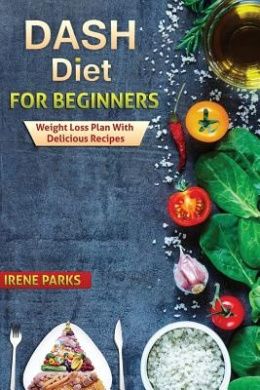 DASH
Diet
FOR BEGINNERS
Weight Loss Plan With
Delicious Recipes
IRENE PARKS